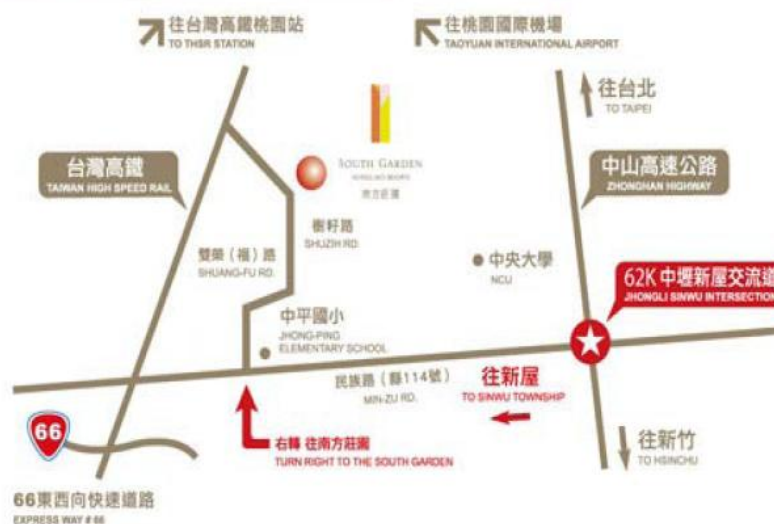 往台灣高鐵桃園站
TO THSR STATION
往桃園國際機場
TAOYUAN INTERNATIONAL AIRPORT
往台北
TO TAIPEI
台灣高鐵
TAIWAN HIGH SPEED RAIL
SOUTH GARDEN
南方莊園
中山高速公路
ZHONGHAN HIGHWAY
樹籽路
SHUZIH RD.
雙榮(福)路
SHUANG-FU RD.
中央大學
NCU
62K 中壢新屋交流道
JHONGLI SINWU INTERSECTION
中平國小
JHONG-PING
ELEMENTARY SCHOOL
民族路(縣114號)
MIN-ZU RD.
往新屋
TO SINWU TOWNSHIP
66
右轉 往南方莊園
TURN RIGHT TO THE SOUTH GARDEN
往新竹
TO HSINCHU
66東西向快速道路
EXPRESS WAY # 66